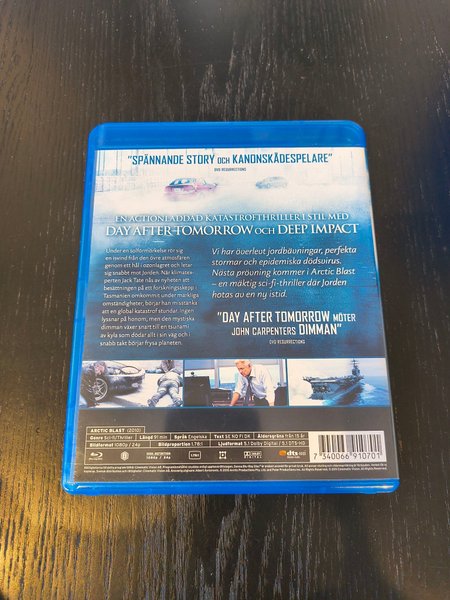 "SPÄNNANDE STORY OCH KANONSKÅDESPELARE"
DVD RESURRECTIONS
EN ACTIONLADDAD KATASTROFTHRILLER I STIL MED
DAY AFTER TOMORROW OCH DEEP IMPACT
Under en solförmörkelse rör sig
en isvind från den övre atmosfären
genom ett hål i ozonlagret och letar
sig snabbt mot Jorden. När klimatex-
perten Jack Tate nås av nyheten att
besättningen på ett forskningsskepp i
Tasmanien omkommit under märkliga
omständigheter, börjar han misstänka
att en global katastrof stundar. Ingen
lyssnar på honom, men den mystiska
dimman växer snart till en tsunami
av kyla som dödar allt i sin väg och
i snabb takt börjar frysa planeten.
Vi har överlevt jordbävningar, perfekta
stormar och epidemiska dödsvirus.
Nästa prövning kommer i Arctic Blast
– en mäktig sci-fi-thriller där Jorden
hotas av en ny istid.
"DAY AFTER TOMORROW MÖTER
JOHN CARPENTERS DIMMAN"
DVD RESURRECTIONS
ARCTIC BLAST (2010)
Genre Sci-fi/Thriller Längd 91 min Språk Engelska Text SE NO FI DK Åldersgräns från 15 år
Bildformat 1080p / 24p Bildproportion 1.78:1 Ljudformat 5.1 Dolby Digital / 5.1 DTS-HD
7 340066 910701